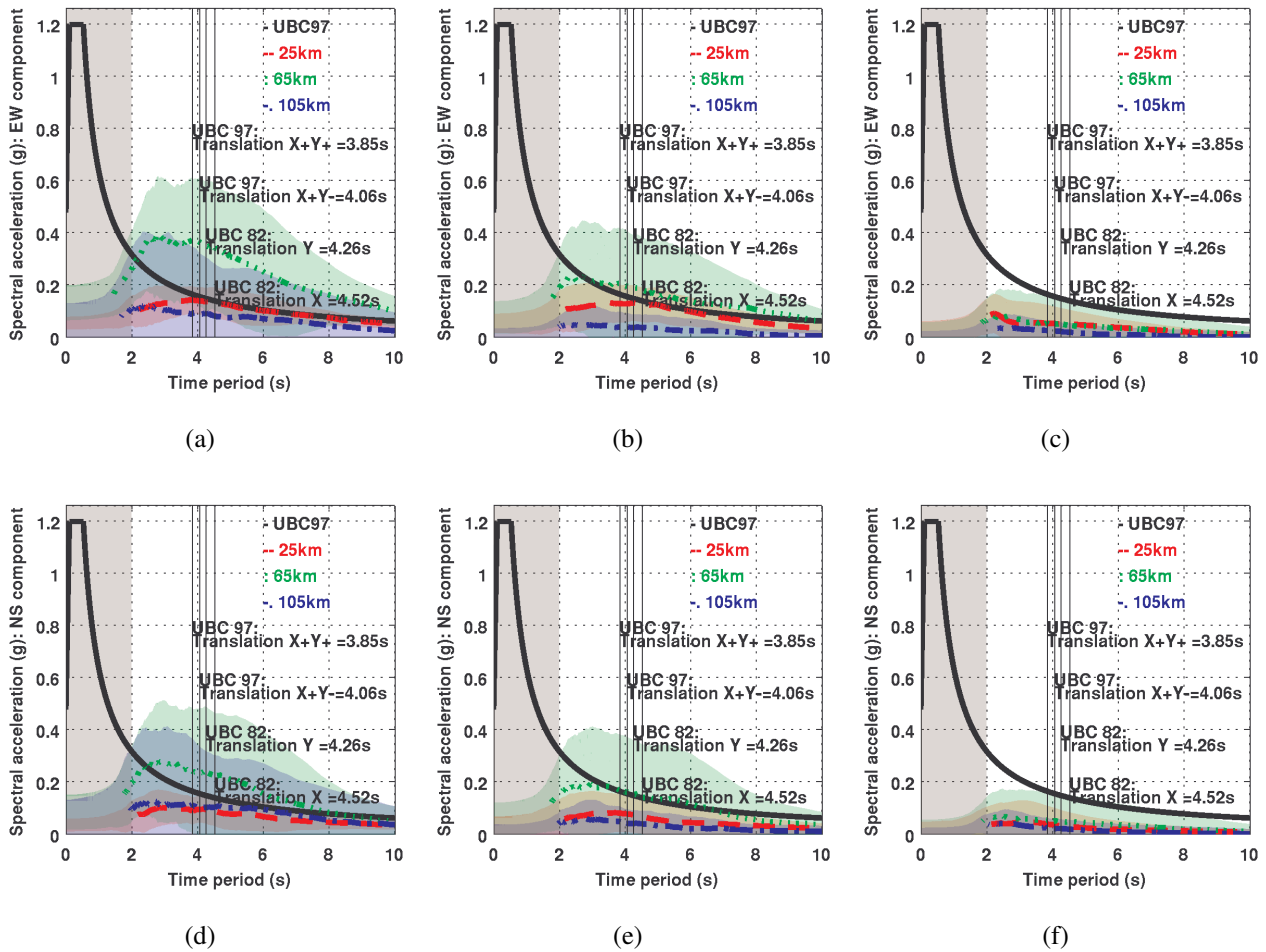 Spectral acceleration (g): EW component
1.2
1
0.8
0.6
0.4
0.2
0
- UBC97
-- 25km
: 65km
-. 105km
UBC 97:
Translation X+Y+ =3.85s
UBC 97:
Translation X+Y-=4.06s
UBC 82:
Translation Y =4.26s
UBC 82:
Translation X =4.52s
0 2 4 6 8 10
Time period (s)
(a)
Spectral acceleration (g): EW component
1.2
1
0.8
0.6
0.4
0.2
0
- UBC97
-- 25km
: 65km
-. 105km
UBC 97:
Translation X+Y+ =3.85s
UBC 97:
Translation X+Y-=4.06s
UBC 82:
Translation Y =4.26s
UBC 82:
Translation X =4.52s
0 2 4 6 8 10
Time period (s)
(b)
Spectral acceleration (g): EW component
1.2
1
0.8
0.6
0.4
0.2
0
- UBC97
-- 25km
: 65km
-. 105km
UBC 97:
Translation X+Y+ =3.85s
UBC 97:
Translation X+Y-=4.06s
UBC 82:
Translation Y =4.26s
UBC 82:
Translation X =4.52s
0 2 4 6 8 10
Time period (s)
(c)
Spectral acceleration (g): NS component
1.2
1
0.8
0.6
0.4
0.2
0
- UBC97
-- 25km
: 65km
-. 105km
UBC 97:
Translation X+Y+ =3.85s
UBC 97:
Translation X+Y-=4.06s
UBC 82:
Translation Y =4.26s
UBC 82:
Translation X =4.52s
0 2 4 6 8 10
Time period (s)
(d)
Spectral acceleration (g): NS component
1.2
1
0.8
0.6
0.4
0.2
0
- UBC97
-- 25km
: 65km
-. 105km
UBC 97:
Translation X+Y+ =3.85s
UBC 97:
Translation X+Y-=4.06s
UBC 82:
Translation Y =4.26s
UBC 82:
Translation X =4.52s
0 2 4 6 8 10
Time period (s)
(e)
Spectral acceleration (g): NS component
1.2
1
0.8
0.6
0.4
0.2
0
- UBC97
-- 25km
: 65km
-. 105km
UBC 97:
Translation X+Y+ =3.85s
UBC 97:
Translation X+Y-=4.06s
UBC 82:
Translation Y =4.26s
UBC 82:
Translation X =4.52s
0 2 4 6 8 10
Time period (s)
(f)